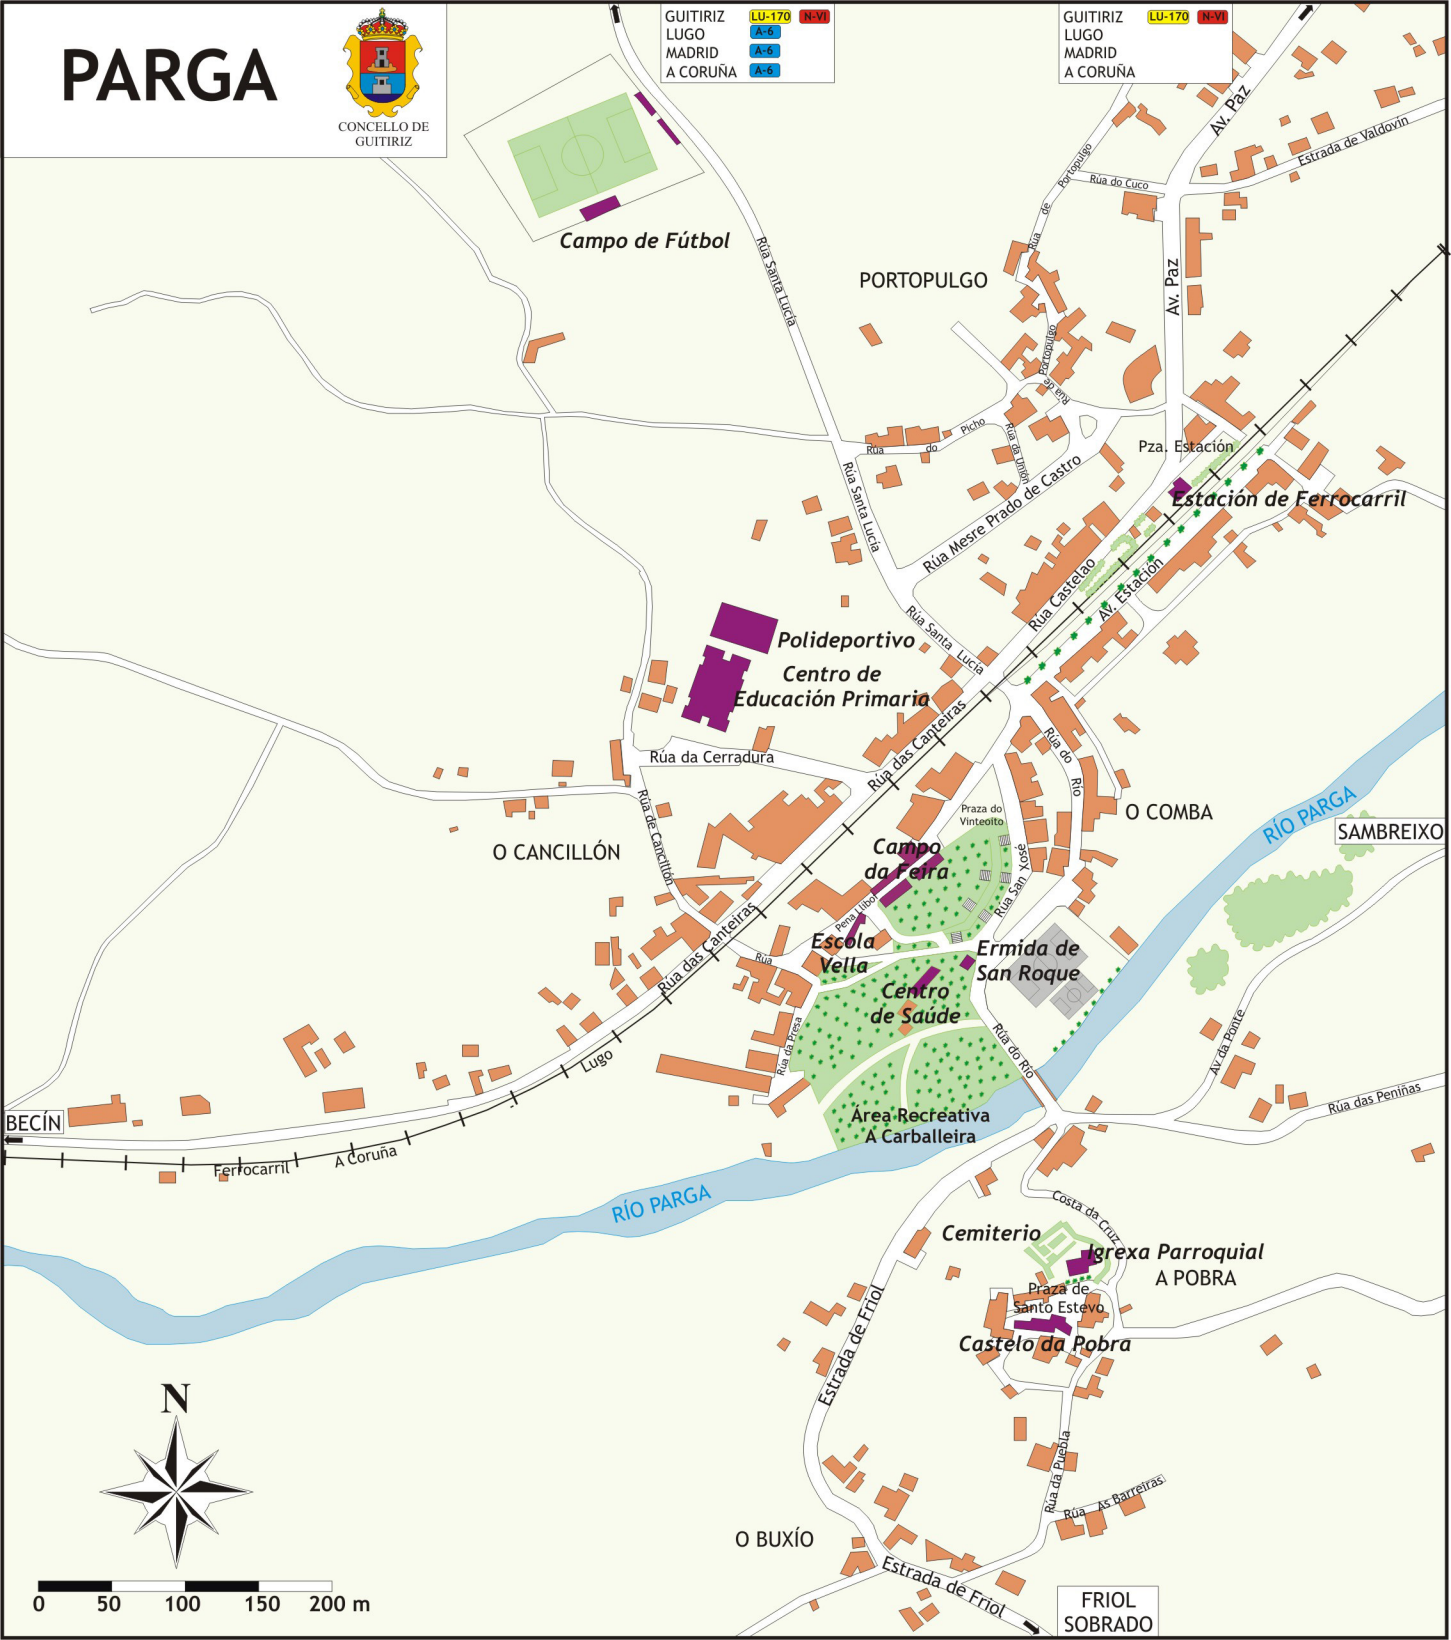 PARGA
CONCELLO DE
GUITIRIZ
GUITIRIZ LU-170 N-VI
LUGO A-6
MADRID A-6
A CORUÑA A-6
GUITIRIZ LU-170 N-VI
LUGO
MADRID
A CORUÑA
Av. Paz
Estrada de Valdovín
Rúa do Cuco
Rúa de Portopulgo
Campo de Fútbol
Rúa Santa Lucía
PORTOPULGO
Av. Paz
Rúa de Portopulgo
Rúa do Picho
Rúa da Unión
Pza. Estación
Rúa Santa Lucía
Rúa Mesre Prado de Castro
Estación de Ferrocarril
Rúa Castelao
Av. Estación
Rúa Santa Lucía
Polideportivo
Centro de
Educación Primaria
Rúa das Canteiras
Rúa da Cerradura
Rúa do Río
RÍO PARGA
O COMBA
SAMBREIXO
Praza do
Vinteoito
Rúa de Cancillón
O CANCILLÓN
Campo
da Feira
Rúa San Xosé
Rúa Pena Llibol
Escola
Vella
Ermida de
San Roque
Rúa das Canteiras
Centro
de Saúde
Rúa da Presa
Rúa do Río
Av da Ponte
Lugo
Rúa das Peniñas
BECÍN
Área Recreativa
A Carballeira
Ferrocarril A Coruña
RÍO PARGA
Costa da Cruz
Cemiterio
Igrexa Parroquial
A POBRA
Praza de
Santo Estevo
Castelo da Pobra
Estrada de Friol
N
Rúa da Puebla
Rúa As Barreiras
O BUXÍO
Estrada de Friol
FRIOL
SOBRADO
0 50 100 150 200 m